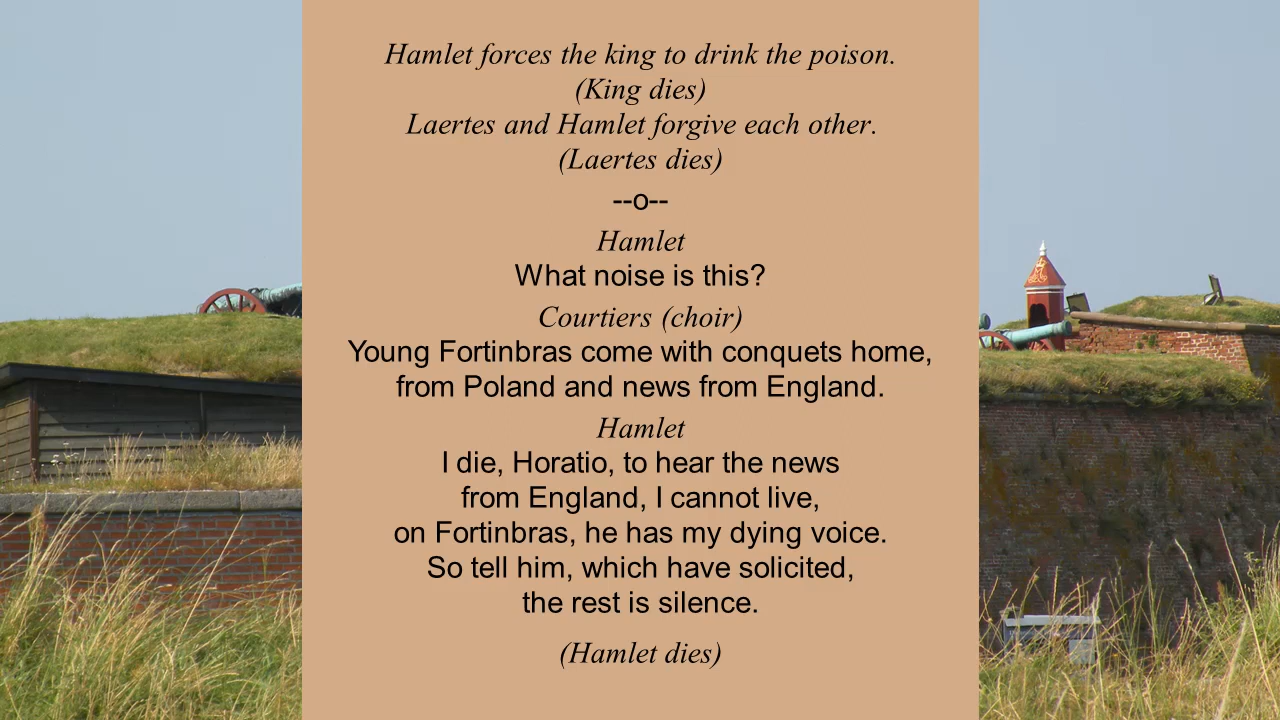 Hamlet forces the king to drink the poison.
(King dies)
Laertes and Hamlet forgive each other.
(Laertes dies)
--o--
Hamlet
What noise is this?
Courtiers (choir)
Young Fortinbras come with conquets home,
from Poland and news from England.
Hamlet
I die, Horatio, to hear the news
from England, I cannot live,
on Fortinbras, he has my dying voice.
So tell him, which have solicited,
the rest is silence.
(Hamlet dies)